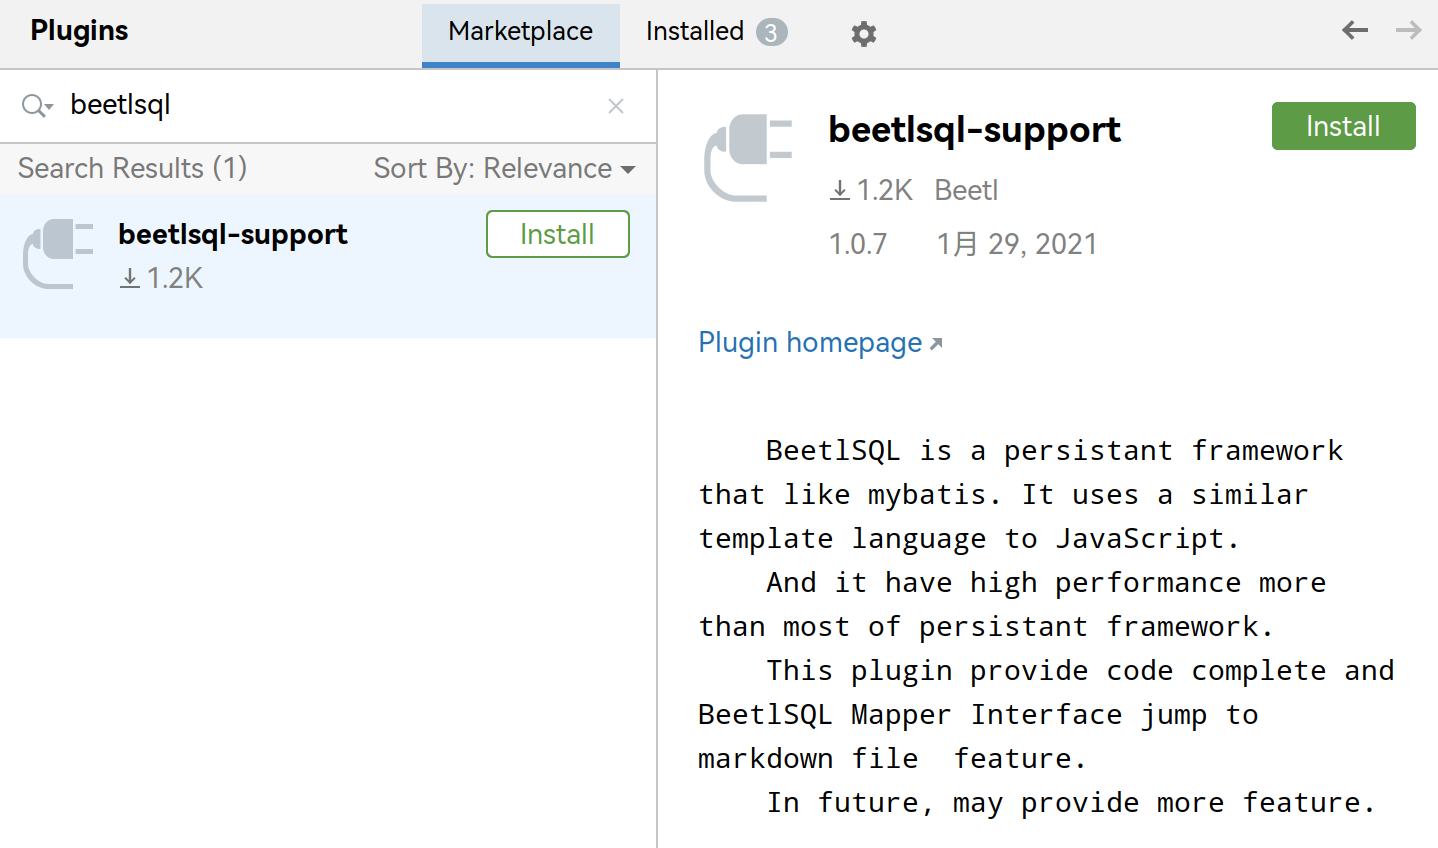 Plugins
Marketplace
Installed 3
beetlsql
Search Results (1)
Sort By: Relevance
beetlsql-support
Install
1.2K
beetlsql-support
Install
1.2K Beetl
1.0.7 1月 29, 2021
Plugin homepage
BeetlSQL is a persistant framework
that like mybatis. It uses a similar
template language to JavaScript.
And it have high performance more
than most of persistant framework.
This plugin provide code complete and
BeetlSQL Mapper Interface jump to
markdown file  feature.
In future, may provide more feature.